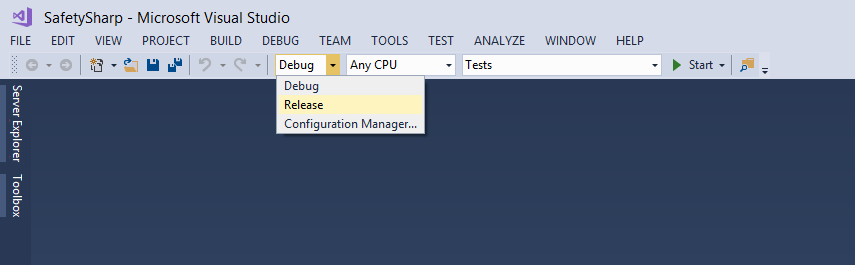 SafetySharp - Microsoft Visual Studio
FILE EDIT VIEW PROJECT BUILD DEBUG TEAM TOOLS TEST ANALYZE WINDOW HELP
Debug Any CPU Tests Start
Debug
Release
Configuration Manager...
Server Explorer
Toolbox